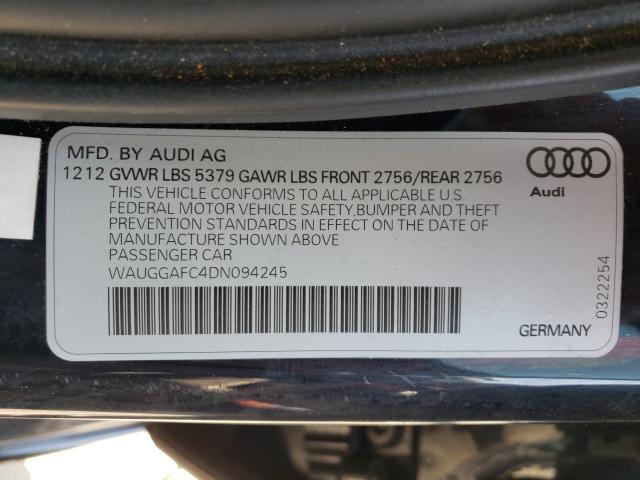 MFD. BY AUDI AG
1212 GVWR LBS 5379 GAWR LBS FRONT 2756/REAR 2756
THIS VEHICLE CONFORMS TO ALL APPLICABLE U.S.
FEDERAL MOTOR VEHICLE SAFETY,BUMPER AND THEFT
PREVENTION STANDARDS IN EFFECT ON THE DATE OF
MANUFACTURE SHOWN ABOVE
PASSENGER CAR
WAUGGAFC4DN094245
Audi
0322254
GERMANY